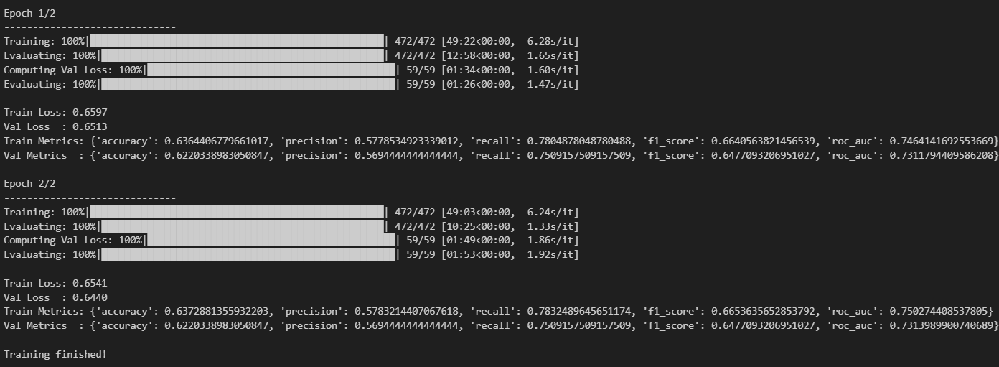 Epoch 1/2
------------------------------
Training: 100%|██████████| 472/472 [49:22<00:00,  6.28s/it]
Evaluating: 100%|██████████| 472/472 [12:58<00:00,  1.65s/it]
Computing Val Loss: 100%|██████████| 59/59 [01:34<00:00,  1.60s/it]
Evaluating: 100%|██████████| 59/59 [01:26<00:00,  1.47s/it]
Train Loss: 0.6597
Val Loss  : 0.6513
Train Metrics: {'accuracy': 0.6364406779661017, 'precision': 0.5778534923339012, 'recall': 0.7804878048780488, 'f1_score': 0.6640563821456539, 'roc_auc': 0.7464141692553669}
Val Metrics  : {'accuracy': 0.6220338983050847, 'precision': 0.5694444444444444, 'recall': 0.7509157509157509, 'f1_score': 0.6477093206951027, 'roc_auc': 0.7311794409586208}
Epoch 2/2
------------------------------
Training: 100%|██████████| 472/472 [49:03<00:00,  6.24s/it]
Evaluating: 100%|██████████| 472/472 [10:25<00:00,  1.33s/it]
Computing Val Loss: 100%|██████████| 59/59 [01:49<00:00,  1.86s/it]
Evaluating: 100%|██████████| 59/59 [01:53<00:00,  1.92s/it]
Train Loss: 0.6541
Val Loss  : 0.6440
Train Metrics: {'accuracy': 0.6372881355932203, 'precision': 0.5783214407067618, 'recall': 0.7832489645651174, 'f1_score': 0.6653635652853792, 'roc_auc': 0.750274408537805}
Val Metrics  : {'accuracy': 0.6220338983050847, 'precision': 0.5694444444444444, 'recall': 0.7509157509157509, 'f1_score': 0.6477093206951027, 'roc_auc': 0.7313989900740689}
Training finished!